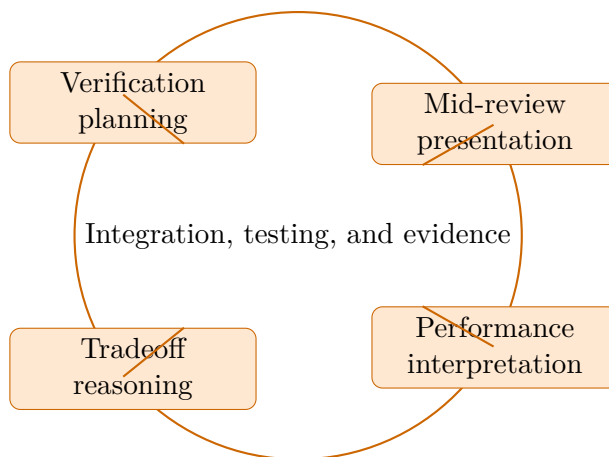 Verification
planning
Mid-review
presentation
Integration, testing, and evidence
Tradeoff
reasoning
Performance
interpretation